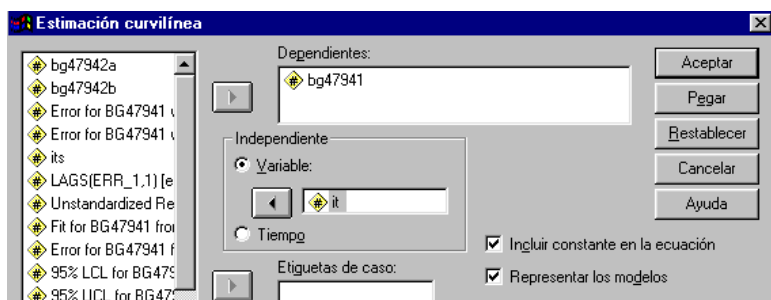 Estimación curvilínea
bg47942a
bg47942b
Error for BG47941
Error for BG47941
its
LAGS(ERR_1,1) [e
Unstandardized Re
Fit for BG47941 from
Error for BG47941 f
95% LCL for BG479
95% UCL for BG479
Dependientes:
bg47941
Independiente
Variable:
it
Tiempo
Etiquetas de caso:
Aceptar
Pegar
Restablecer
Cancelar
Ayuda
Incluir constante en la ecuación
Representar los modelos